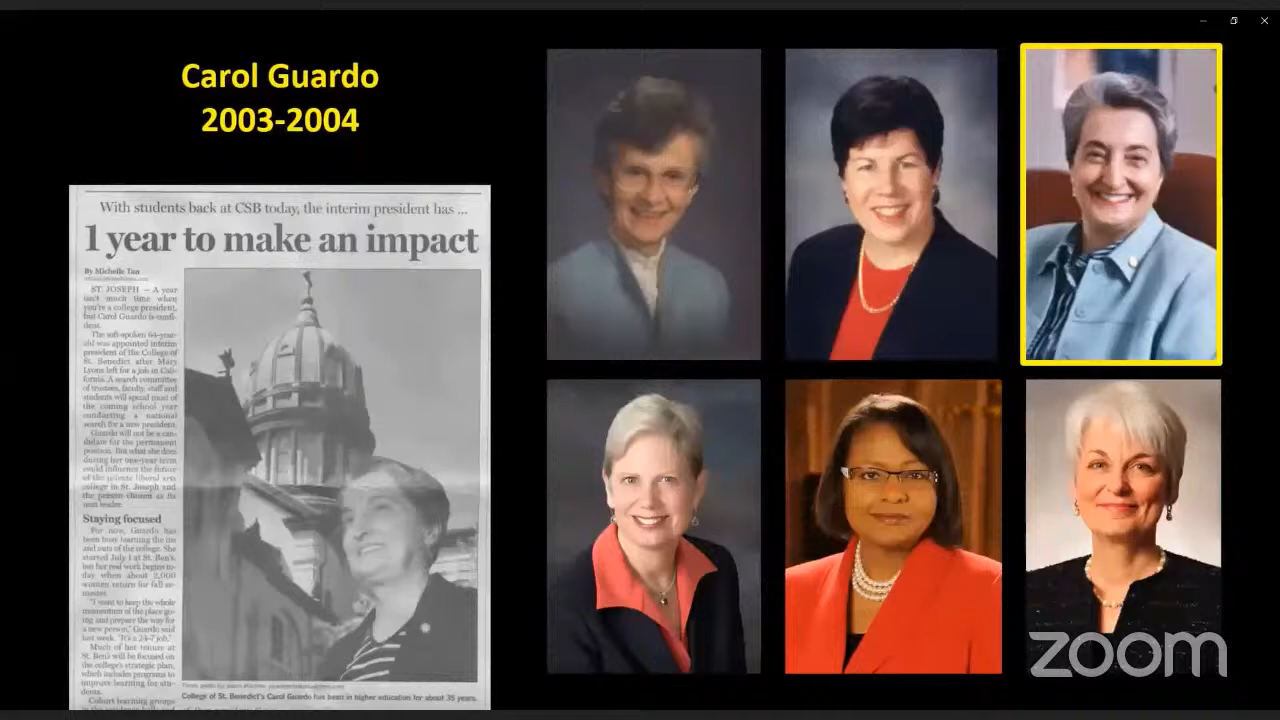 Carol Guardo
2003-2004
With students back at CSB today, the interim president has ...
1 year to make an impact
By Michelle Tan
ST. JOSEPH — A year
isn't much time when
you're a college president,
but Carol Guardo is confi-
dent.
The soft-spoken 64-year-
old was appointed interim
president of the College of
St. Benedict after Mary
Lyons left for a job in Cali-
fornia. A search committee
of trustees, faculty, staff and
students will spend most of
the coming school year
conducting a national
search for a new president.
Guardo will not be a can-
didate for the permanent
position. But what she does
during her one-year term
could influence the future
of the private liberal arts
college in St. Joseph and
the person chosen as its
next leader.
Staying focused
For now, Guardo has
been busy learning the ins
and outs of the college. She
started July 1 at St. Ben's,
but her real work begins to-
day when about 2,000
women return for fall se-
mester.
"I want to keep the whole
momentum of the place go-
ing and prepare the way for
a new person," Guardo said
last week. "It's a 24-7 job."
Much of her tenure at
St. Ben's will be focused on
the college's strategic plan,
which includes programs to
improve learning for stu-
dents.
Cohort learning groups
College of St. Benedict's Carol Guardo has been in higher education for about 35 years.
zoom